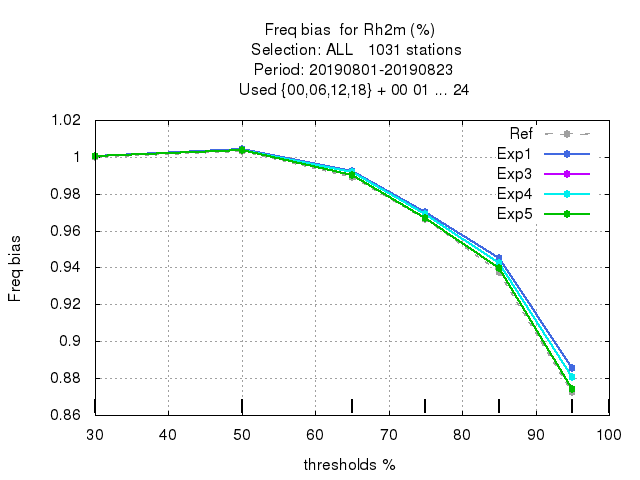 Freq bias  for Rh2m (%)
Selection: ALL   1031 stations
Period: 20190801-20190823
Used {00,06,12,18} + 00 01 ... 24
Ref
Exp1
Exp3
Exp4
Exp5
1.02
1
0.98
0.96
0.94
0.92
0.9
0.88
0.86
Freq bias
30 40 50 60 70 80 90 100
thresholds %